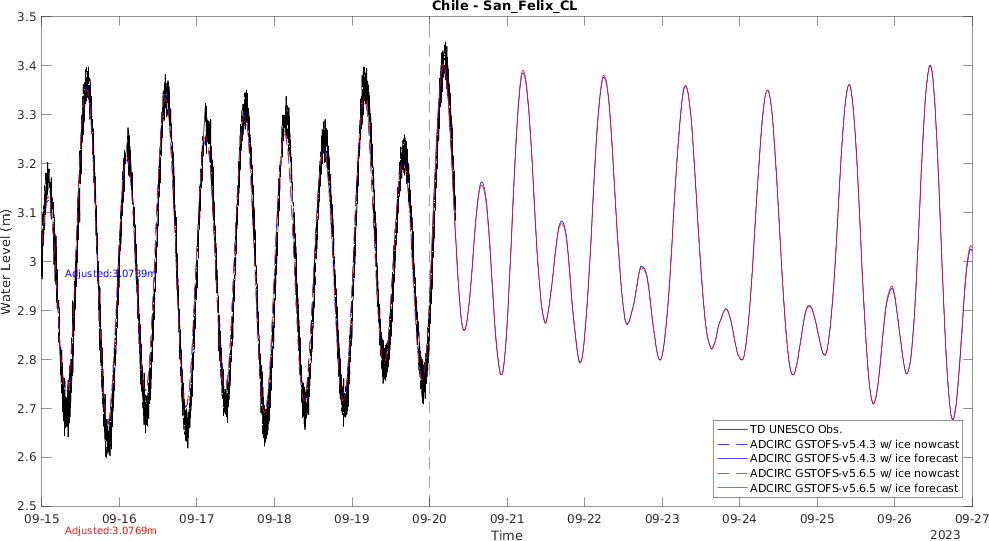 Chile - San_Felix_CL
3.5
3.4
3.3
3.2
3.1
3
2.9
2.8
2.7
2.6
2.5
Water Level (m)
Adjusted:3.0789m
TD UNESCO Obs.
ADCIRC GSTOFS-v5.4.3 w/ ice nowcast
ADCIRC GSTOFS-v5.4.3 w/ ice forecast
ADCIRC GSTOFS-v5.6.5 w/ ice nowcast
ADCIRC GSTOFS-v5.6.5 w/ ice forecast
09-15 09-16 09-17 09-18 09-19 09-20 09-21 09-22 09-23 09-24 09-25 09-26 09-27
Adjusted:3.0769m
Time
2023